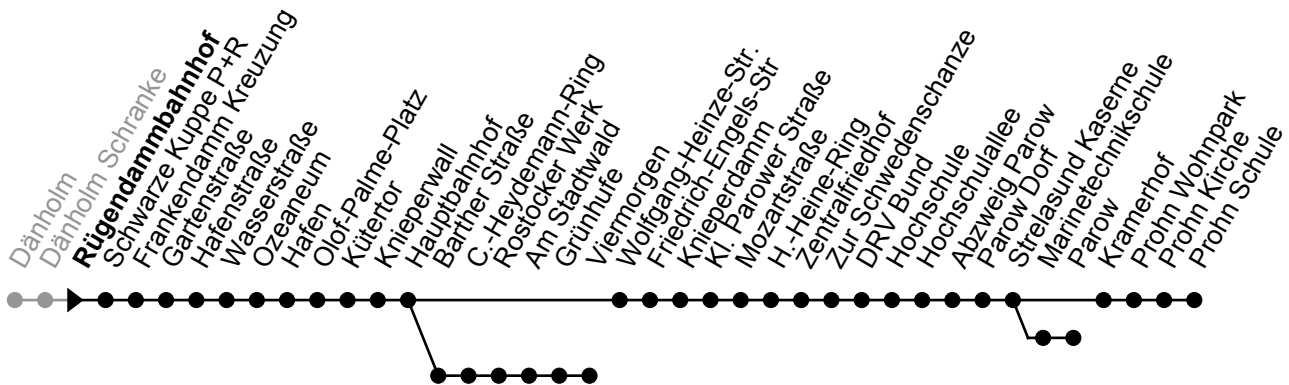 Dänholm
Dänholm Schranke
Rügendammbahnhof
Schwarze Kuppe P+R
Frankendamm Kreuzung
Gartenstraße
Hafenstraße
Wasserstraße
Ozeaneum
Hafen
Olof-Palme-Platz
Kütertor
Knieperwall
Hauptbahnhof
Barther Straße
C.-Heydemann-Ring
Rostocker Werk
Am Stadtwald
Grünhufe
Viermorgen
Wolfgang-Heinze-Str.
Friedrich-Engels-Str
Knieperdamm
Kl. Parower Straße
Mozartstraße
H.-Heine-Ring
Zentralfriedhof
Zur Schwedenschanze
DRV Bund
Hochschule
Hochschulallee
Abzweig Parow
Parow Dorf
Strelasund Kaserne
Marinetechnikschule
Parow
Kramerhof
Prohn Wohnpark
Prohn Kirche
Prohn Schule